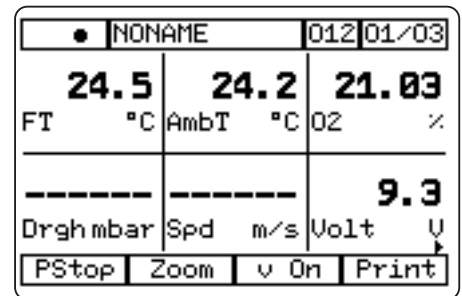 ● NONAME 012 01/03
24.5 24.2 21.03
FT °C AmbT °C O2 %
------ ------ 9.3
Drgh mbar Spd m/s Volt V
PStop Zoom v On Print